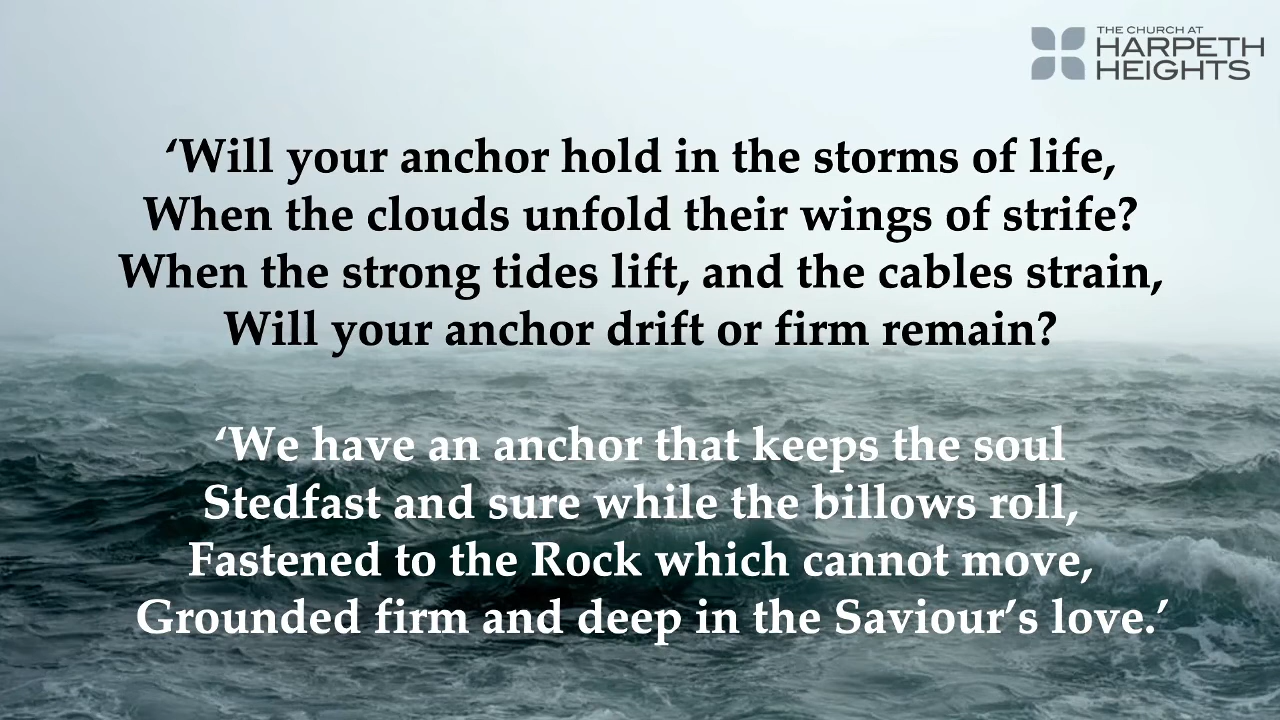 THE CHURCH AT
HARPETH
HEIGHTS
‘Will your anchor hold in the storms of life,
When the clouds unfold their wings of strife?
When the strong tides lift, and the cables strain,
Will your anchor drift or firm remain?
‘We have an anchor that keeps the soul
Stedfast and sure while the billows roll,
Fastened to the Rock which cannot move,
Grounded firm and deep in the Saviour’s love.’